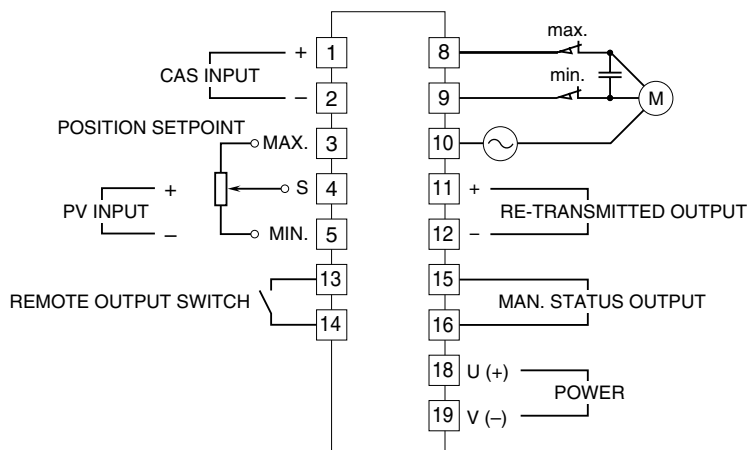 + 1
CAS INPUT
– 2
POSITION SETPOINT
MAX. 3
S 4
PV INPUT + –
MIN. 5
REMOTE OUTPUT SWITCH
13
14
8 max.
9 min.
M
10
11 +
RE-TRANSMITTED OUTPUT
12 –
15
MAN. STATUS OUTPUT
16
18 U (+)
POWER
19 V (–)